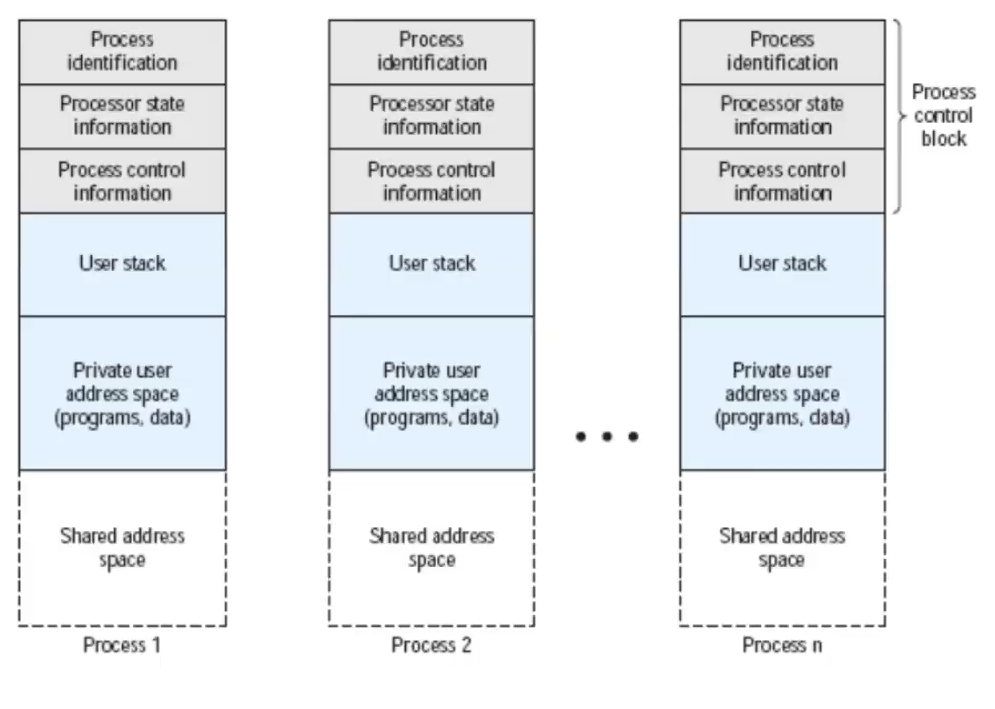 Process
identification
Processor state
information
Process control
information
User stack
Private user
address space
(programs, data)
Shared address
space
Process 1
Process
identification
Processor state
information
Process control
information
User stack
Private user
address space
(programs, data)
Shared address
space
Process 2
• • •
Process
identification
Processor state
information
Process control
information
User stack
Private user
address space
(programs, data)
Shared address
space
Process n
Process
control
block